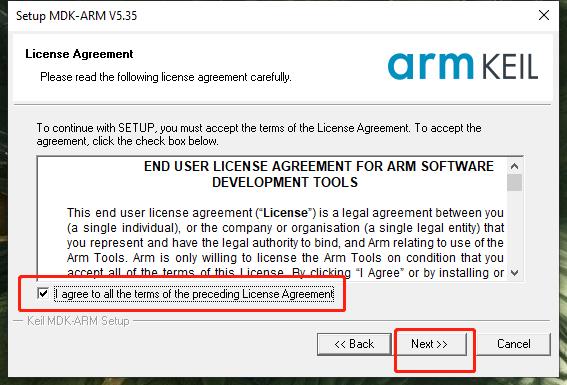 Setup MDK-ARM V5.35
License Agreement
Please read the following license agreement carefully.
arm KEIL
To continue with SETUP, you must accept the terms of the License Agreement. To accept the
agreement, click the check box below.
END USER LICENSE AGREEMENT FOR ARM SOFTWARE
DEVELOPMENT TOOLS
This end user license agreement ("License") is a legal agreement between you
(a single individual), or the company or organisation (a single legal entity) that
you represent and have the legal authority to bind, and Arm relating to use of the
Arm Tools. Arm is only willing to license the Arm Tools on condition that you
accept all of the terms of this License. By clicking "I Agree" or by installing or
I agree to all the terms of the preceding License Agreement
Keil MDK-ARM Setup
<< Back
Next >>
Cancel